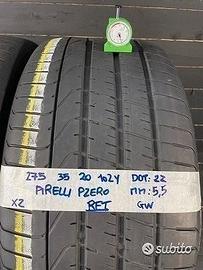 275 35 20 102Y DOT: 22
PIRELLI PZERO mm: 5,5
X2 RFT GW
subito